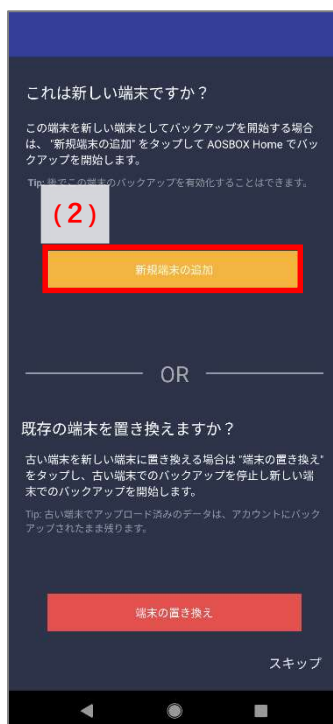 これは新しい端末ですか？
この端末を新しい端末としてバックアップを開始する場合
は、 "新規端末の追加" をタップして AOSBOX Home でバッ
クアップを開始します。
Tip: 後でこの端末のバックアップを有効化することはできます。
(2)
新規端末の追加
OR
既存の端末を置き換えますか？
古い端末を新しい端末に置き換える場合は "端末の置き換え"
をタップし、古い端末でのバックアップを停止し新しい端
末でのバックアップを開始します。
Tip: 古い端末でアップロード済みのデータは、アカウントにバック
アップされたまま残ります。
端末の置き換え
スキップ